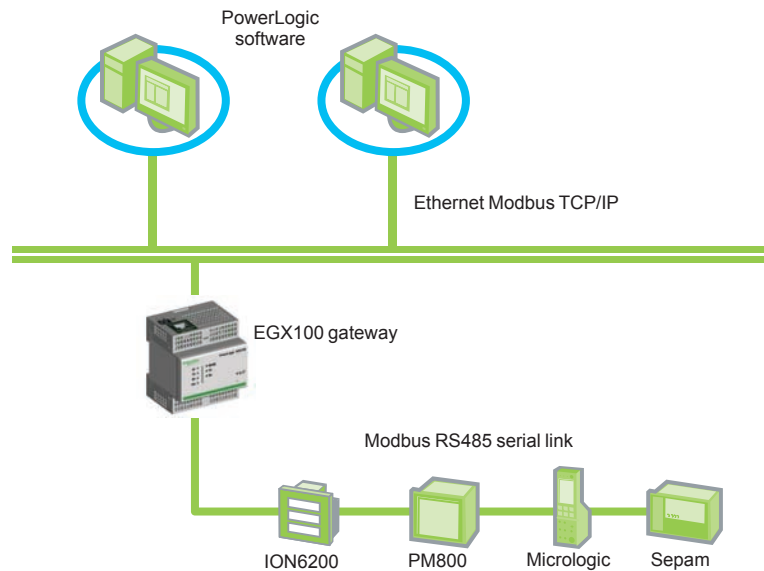 PowerLogic
software
Ethernet Modbus TCP/IP
EGX100 gateway
Modbus RS485 serial link
ION6200
PM800
Micrologic
Sepam